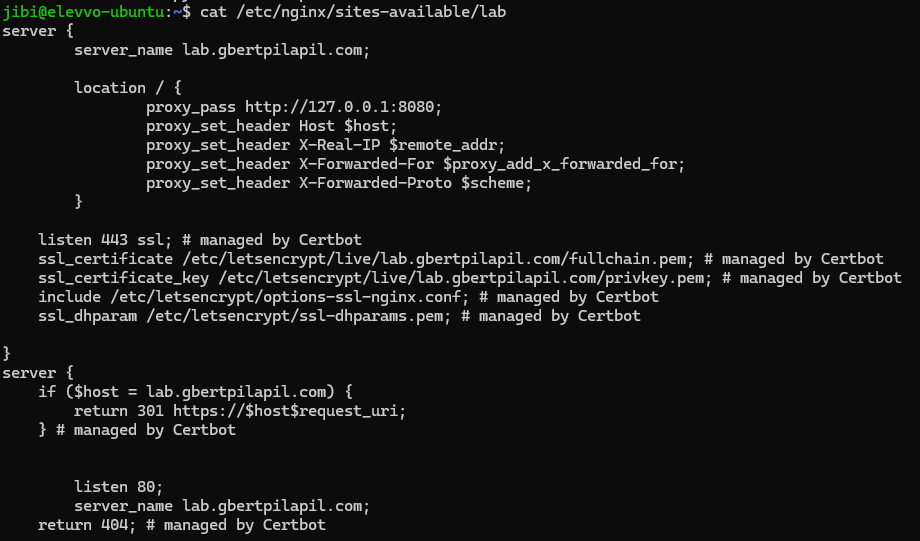 jibi@elevvo-ubuntu:~$ cat /etc/nginx/sites-available/lab
server {
        server_name lab.gbertpilapil.com;

        location / {
                proxy_pass http://127.0.0.1:8080;
                proxy_set_header Host $host;
                proxy_set_header X-Real-IP $remote_addr;
                proxy_set_header X-Forwarded-For $proxy_add_x_forwarded_for;
                proxy_set_header X-Forwarded-Proto $scheme;
        }

    listen 443 ssl; # managed by Certbot
    ssl_certificate /etc/letsencrypt/live/lab.gbertpilapil.com/fullchain.pem; # managed by Certbot
    ssl_certificate_key /etc/letsencrypt/live/lab.gbertpilapil.com/privkey.pem; # managed by Certbot
    include /etc/letsencrypt/options-ssl-nginx.conf; # managed by Certbot
    ssl_dhparam /etc/letsencrypt/ssl-dhparams.pem; # managed by Certbot

}
server {
    if ($host = lab.gbertpilapil.com) {
        return 301 https://$host$request_uri;
    } # managed by Certbot


        listen 80;
        server_name lab.gbertpilapil.com;
    return 404; # managed by Certbot